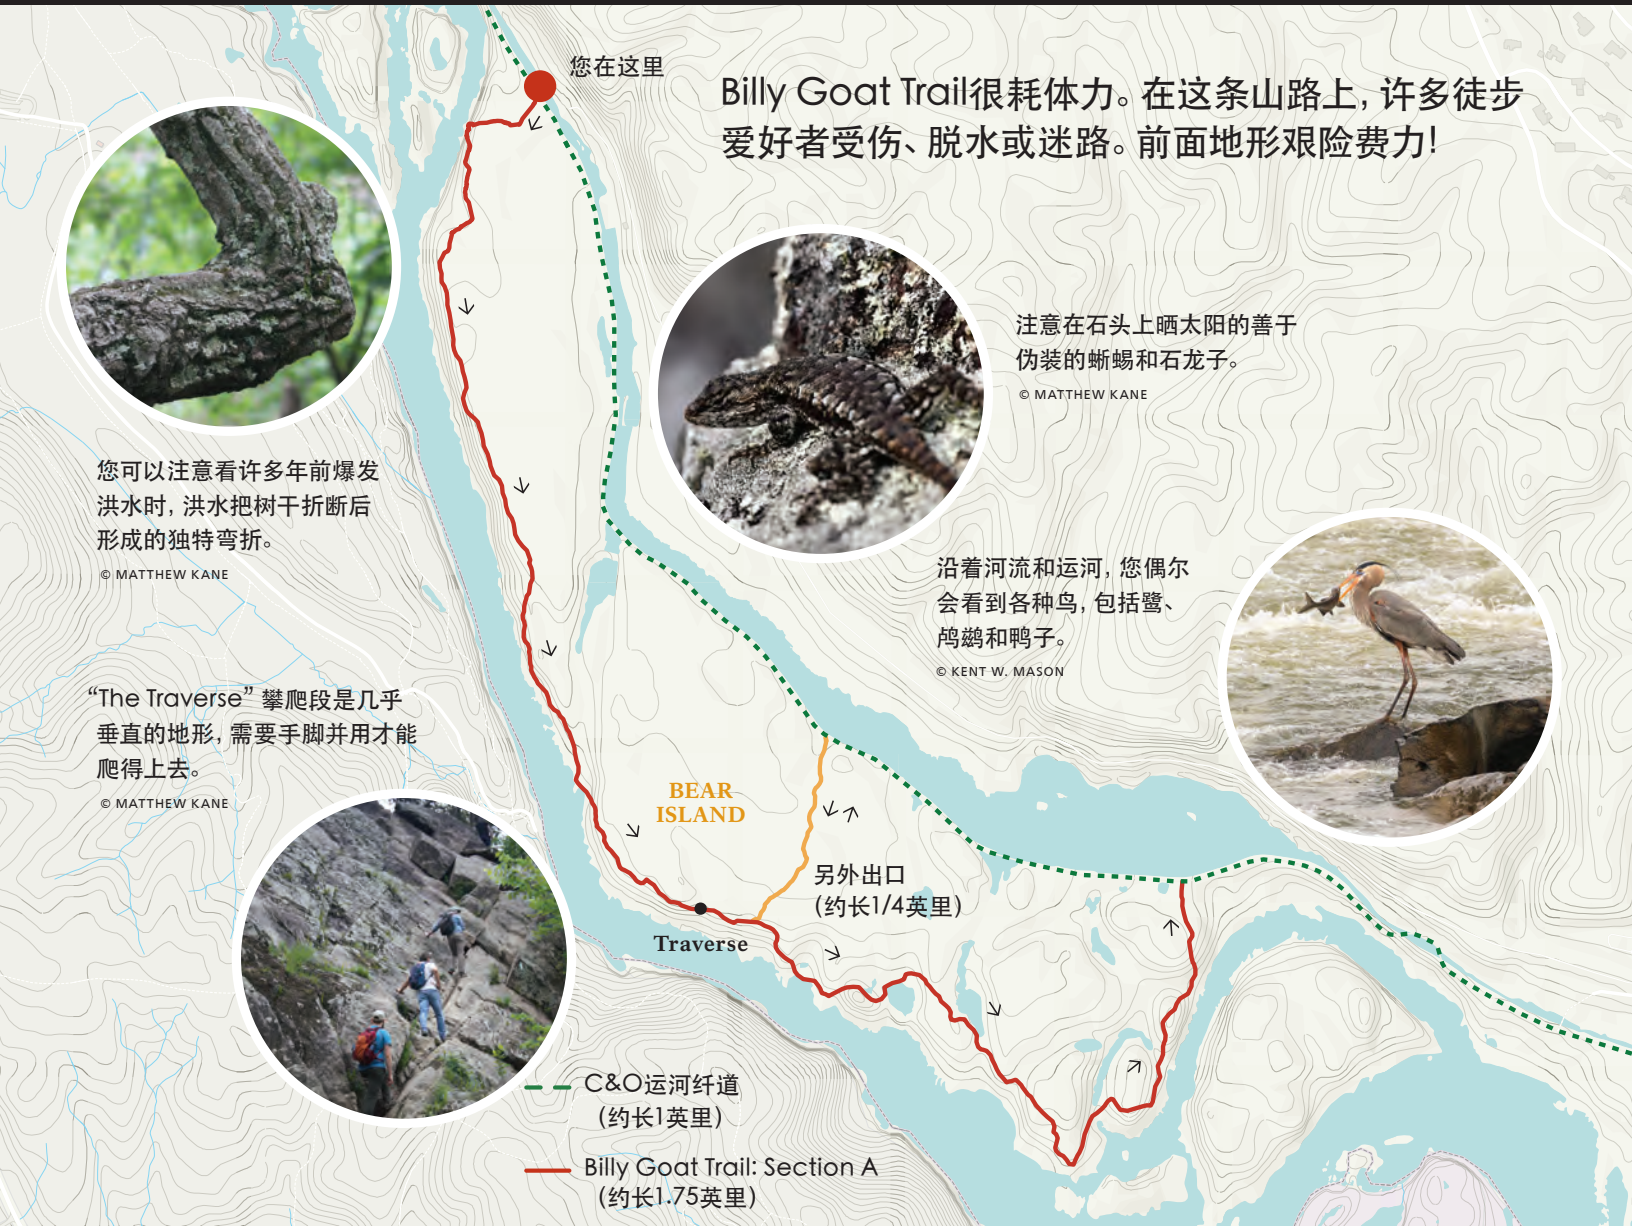 您在这里
Billy Goat Trail很耗体力。在这条山路上, 许多徒步
爱好者受伤、脱水或迷路。前面地形艰险费力!
注意在石头上晒太阳的善于
伪装的蜥蜴和石龙子。
© MATTHEW KANE
您可以注意看许多年前爆发
洪水时, 洪水把树干折断后
形成的独特弯折。
© MATTHEW KANE
沿着河流和运河, 您偶尔
会看到各种鸟, 包括鹭、
鸬鹚和鸭子。
© KENT W. MASON
“The Traverse” 攀爬段是几乎
垂直的地形, 需要手脚并用才能
爬得上去。
© MATTHEW KANE
BEAR
ISLAND
另外出口
(约长1/4英里)
Traverse
C&O运河纤道
(约长1英里)
Billy Goat Trail: Section A
(约长1.75英里)